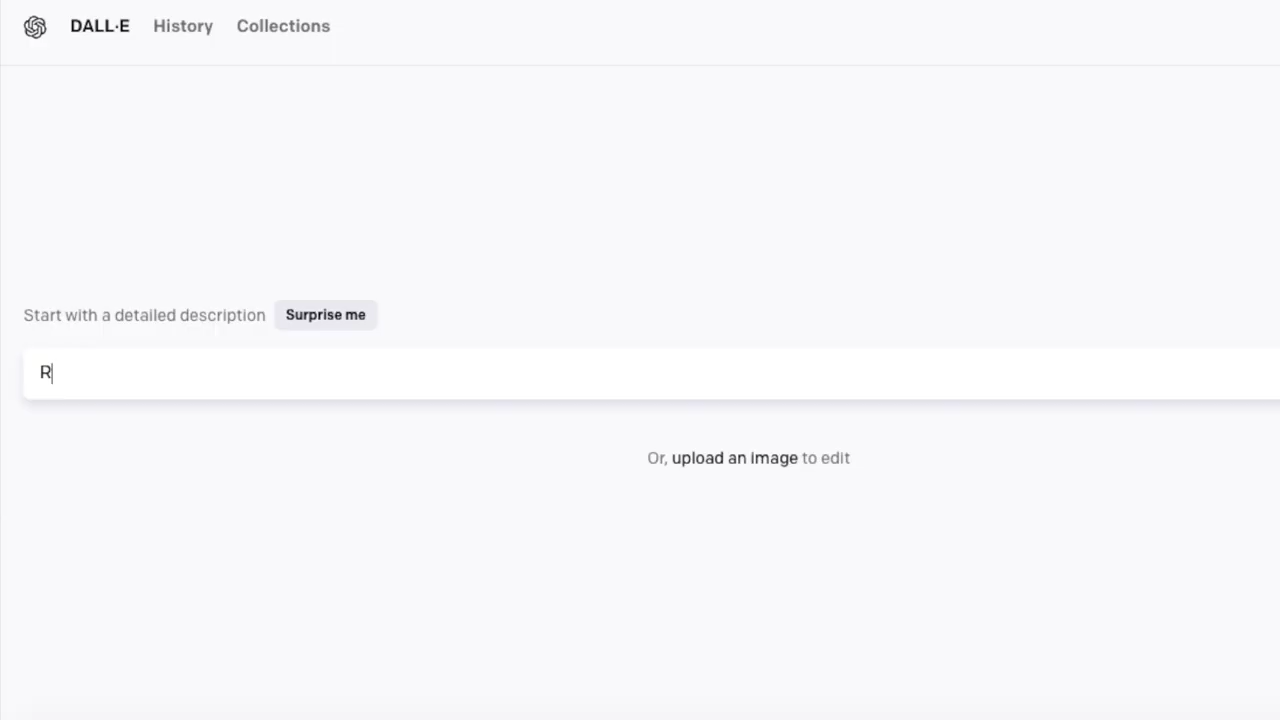 DALL·E History Collections
Start with a detailed description Surprise me
R
Or, upload an image to edit